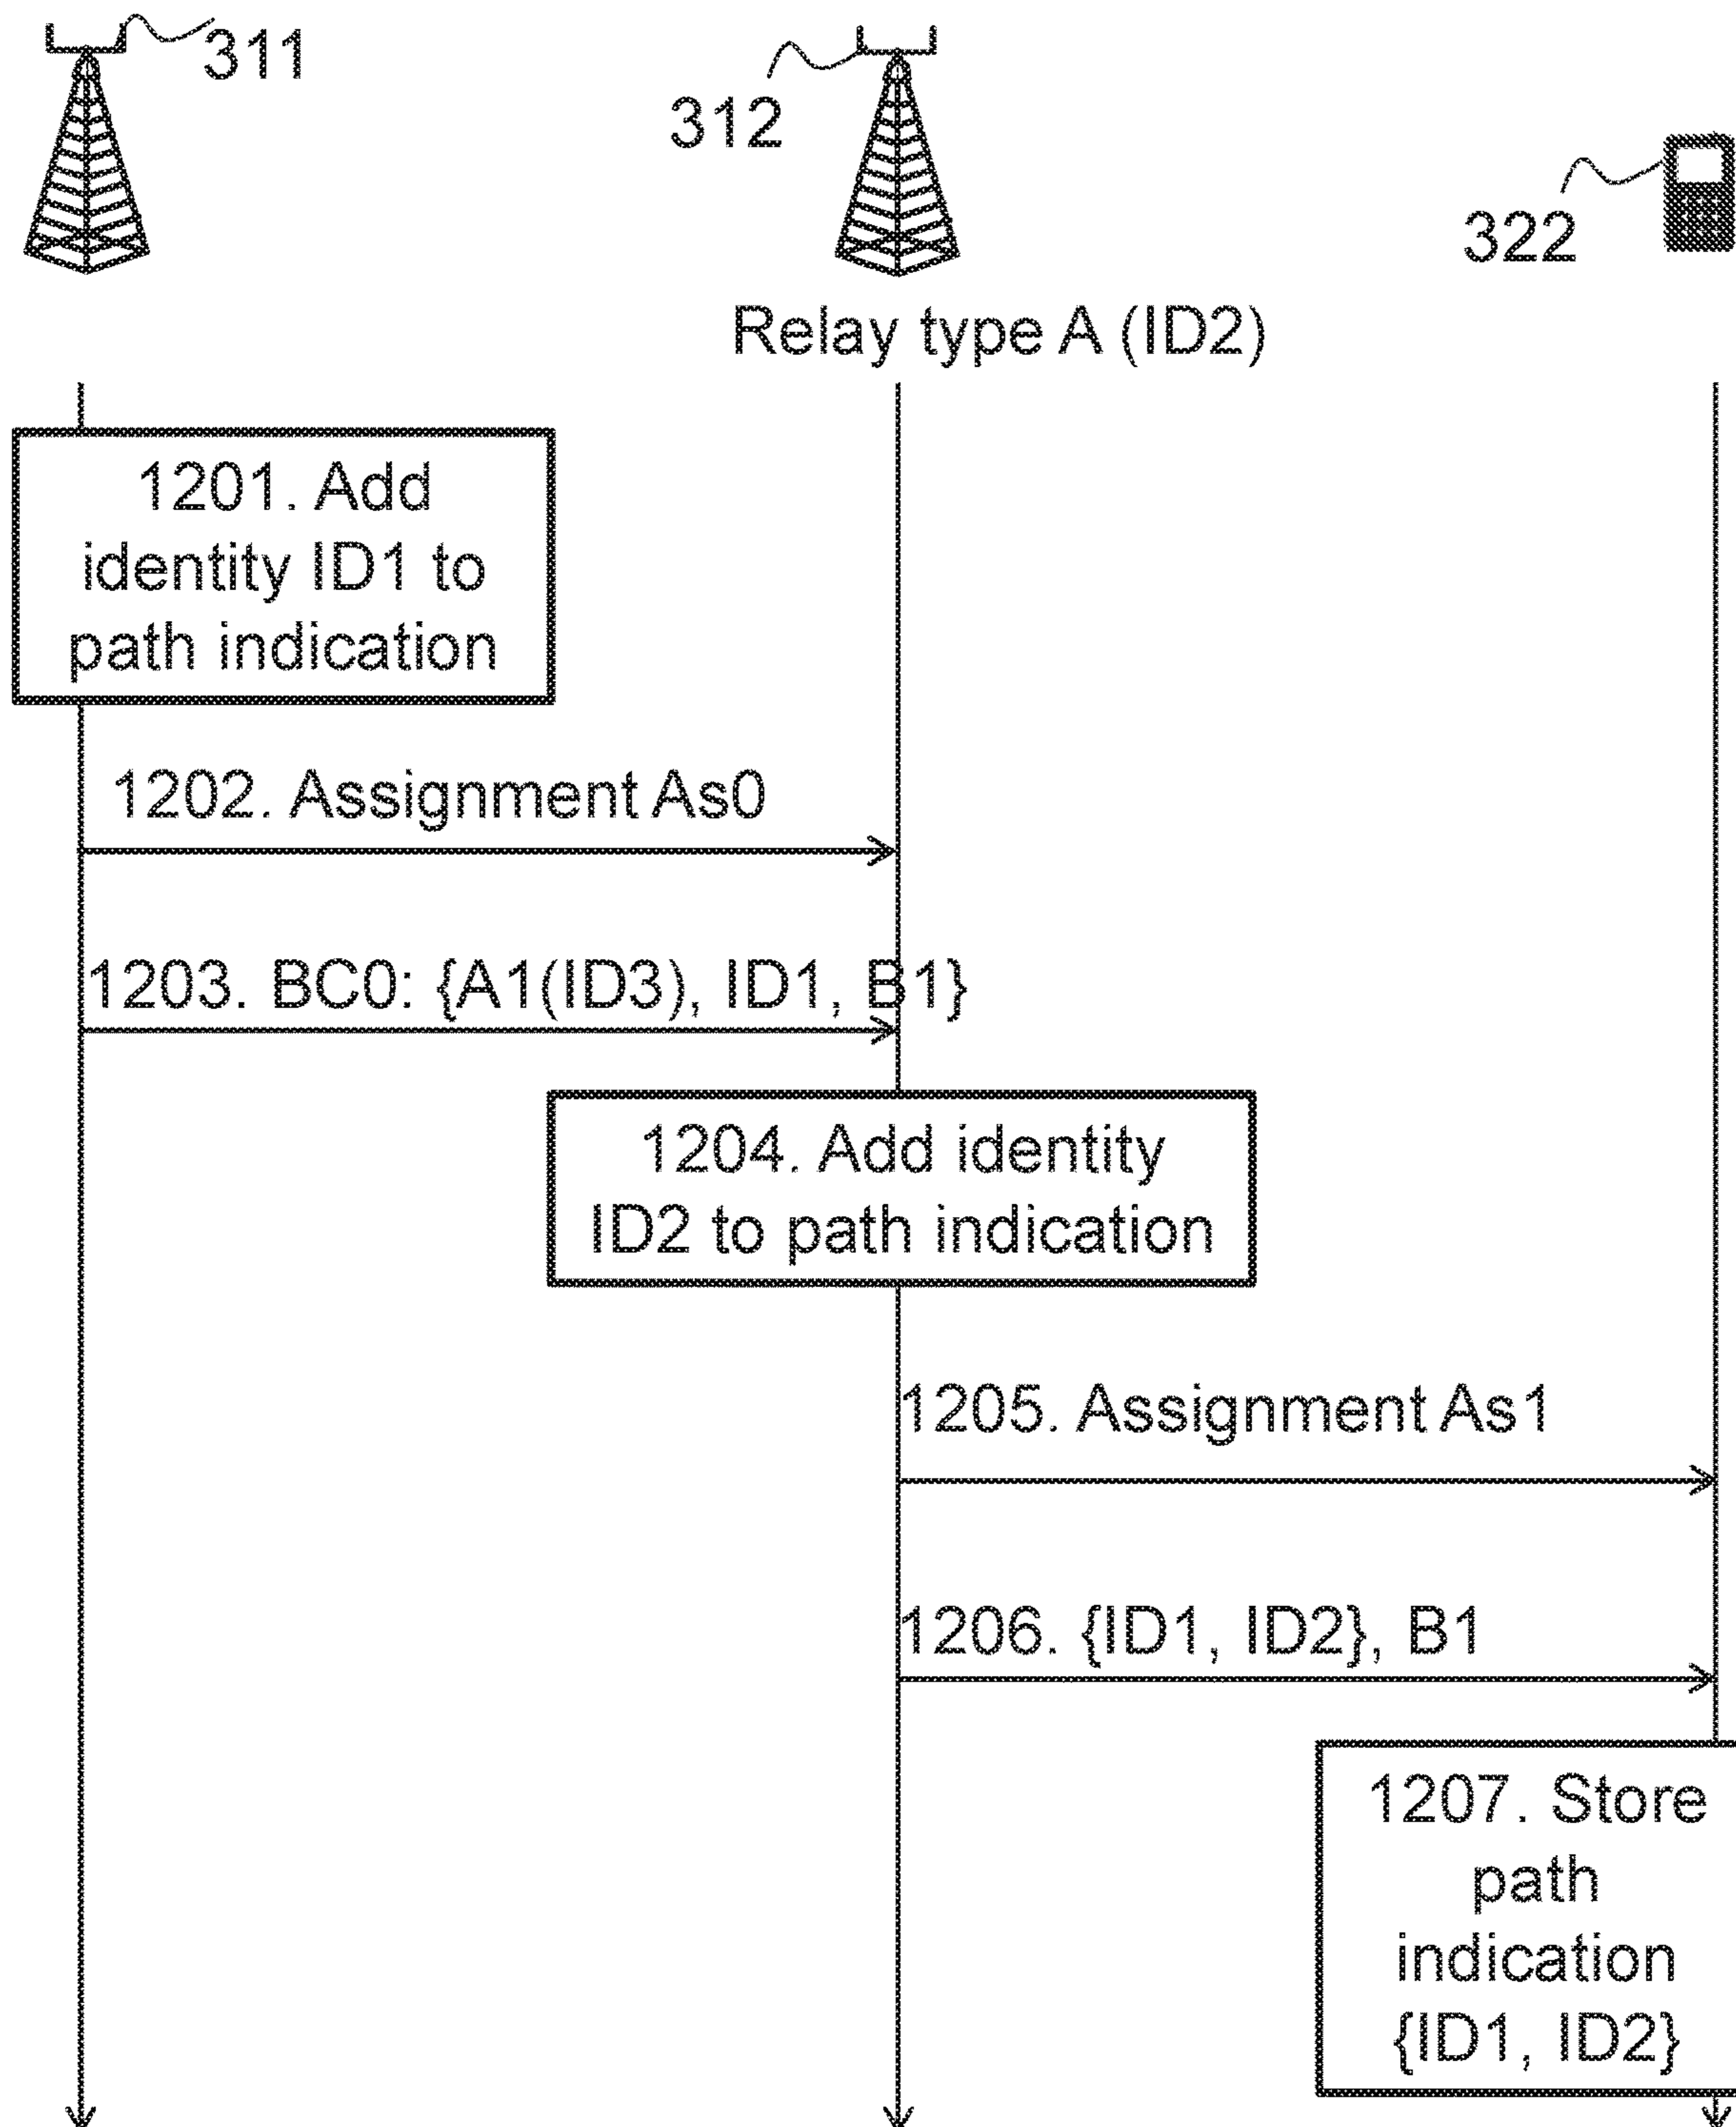 311
312
322
Relay type A (ID2)
1201. Add
identity ID1 to
path indication
1202. Assignment As0
1203. BC0: {A1(ID3), ID1, B1}
1204. Add identity
ID2 to path indication
1205. Assignment As1
1206. {ID1, ID2}, B1
1207. Store
path
indication
{ID1, ID2}